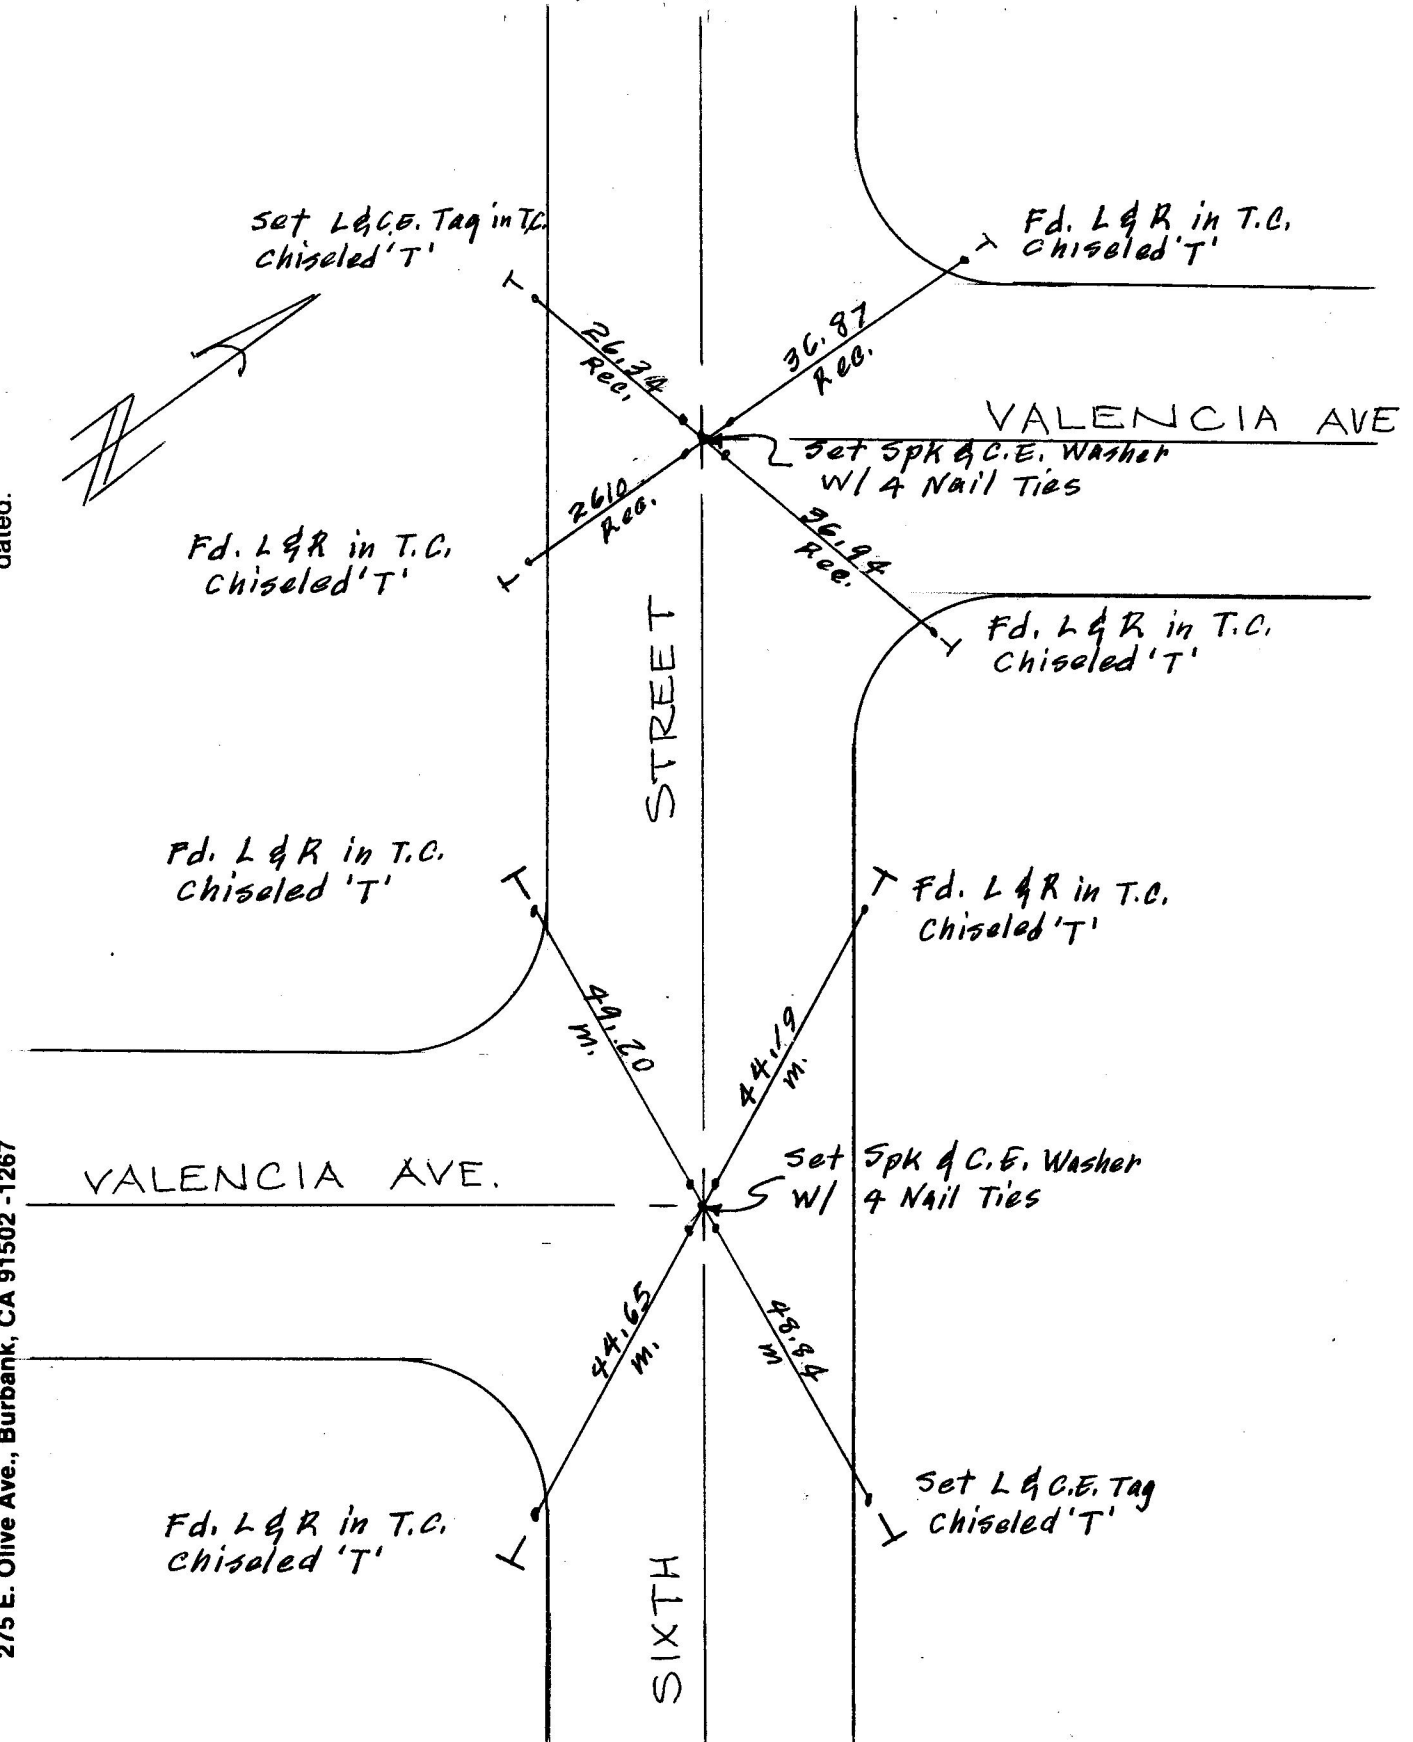 Set L & C.E. Tag in T.C.
Chiseled 'T'
Fd. L & R in T.C.
Chiseled 'T'
26.34
Rec.
36.87
Rec.
VALENCIA AVE
Set Spk & C.E. Washer
W/ 4 Nail Ties
N
dated.
2610
Rec.
36.94
Rec.
Fd. L & R in T.C.
Chiseled 'T'
Fd. L & R in T.C.
Chiseled 'T'
STREET
Fd. L & R in T.C.
Chiseled 'T'
Fd. L & R in T.C.
Chiseled 'T'
49.20
m.
44.19
m.
VALENCIA AVE.
Set Spk & C.E. Washer
W/ 4 Nail Ties
275 E. Olive Ave., Burbank, CA 91502-1267
44.65
m.
48.84
m
Fd. L & R in T.C.
Chiseled 'T'
Set L & C.E. Tag
Chiseled 'T'
SIXTH